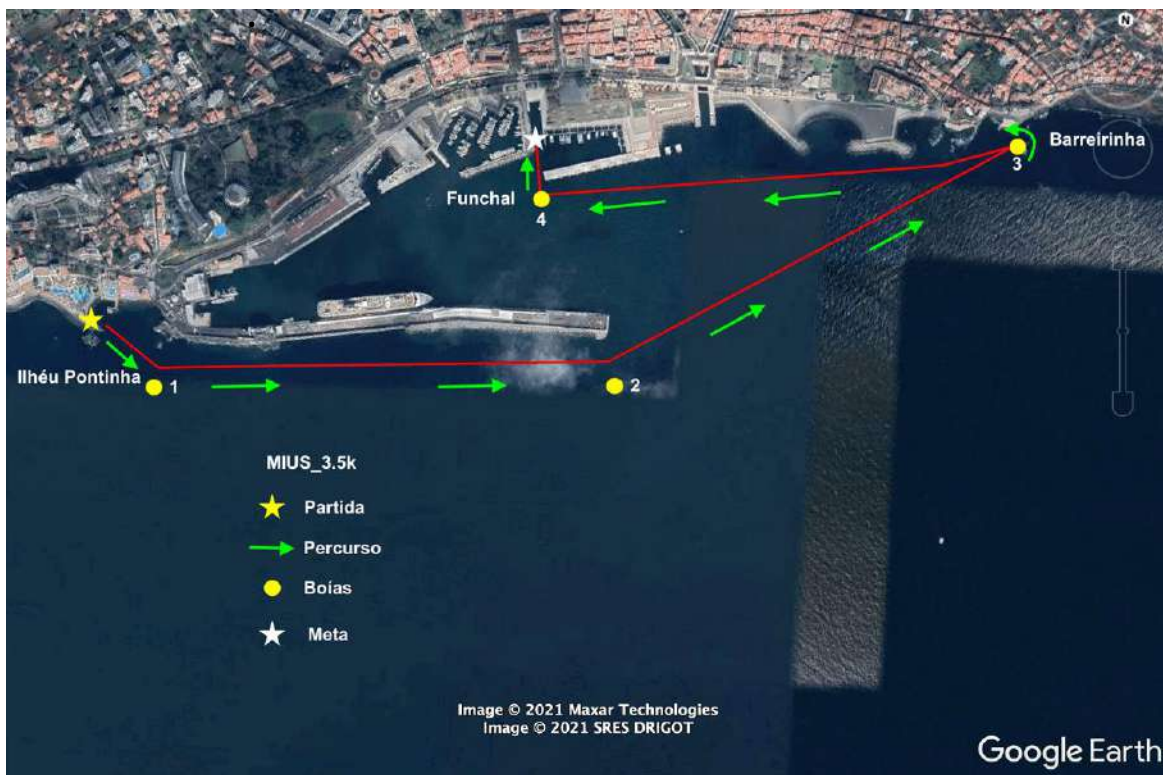 N
Barreirinha
3
Funchal
4
Ilhéu Pontinha
1
2
MIUS_3.5k
Partida
Percurso
Boías
Meta
Image © 2021 Maxar Technologies
Image © 2021 SRES DRIGOT
Google Earth